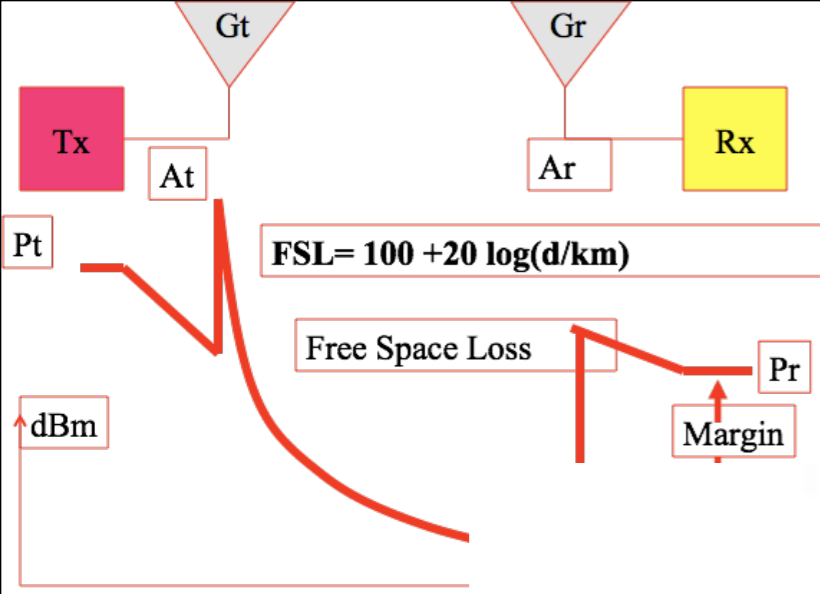 Gt
Gr
Tx
Rx
At
Ar
Pt
FSL= 100 +20 log(d/km)
Free Space Loss
Pr
dBm
Margin